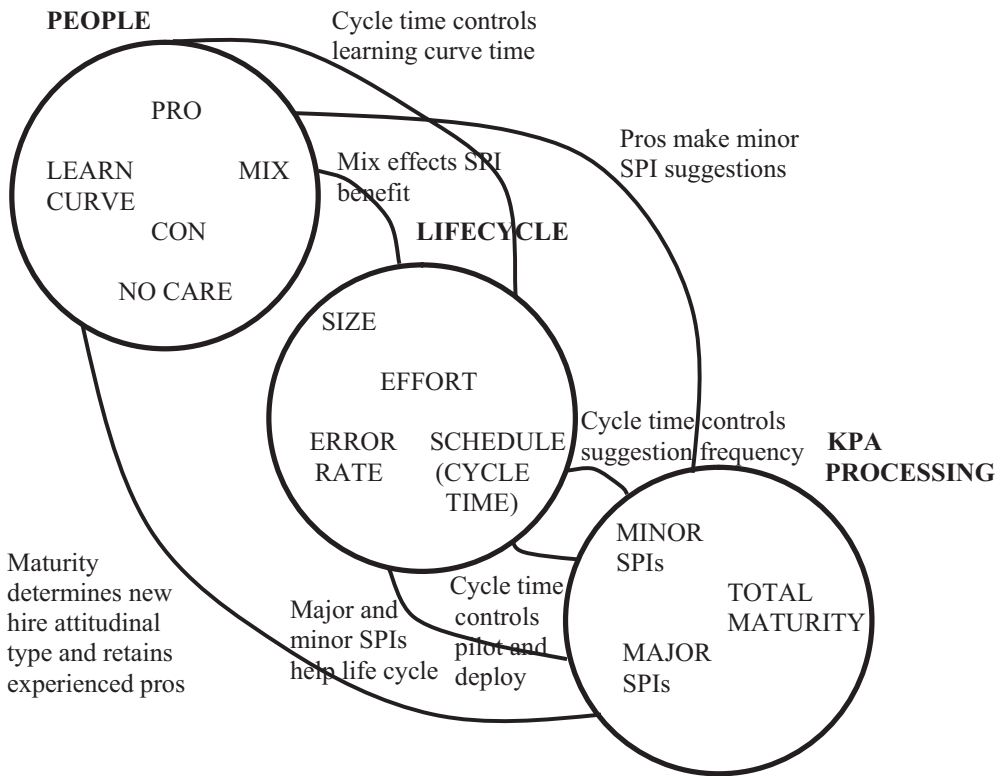 PEOPLE
Cycle time controls
learning curve time
PRO
LEARN
CURVE
MIX
CON
NO CARE
Mix effects SPI
benefit
Pros make minor
SPI suggestions
LIFECYCLE
SIZE
EFFORT
ERROR
RATE
SCHEDULE
(CYCLE
TIME)
Cycle time controls
suggestion frequency
KPA
PROCESSING
MINOR
SPIs
TOTAL
MATURITY
MAJOR
SPIs
Maturity
determines new
hire attitudinal
type and retains
experienced pros
Major and
minor SPIs
help life cycle
Cycle time
controls
pilot and
deploy